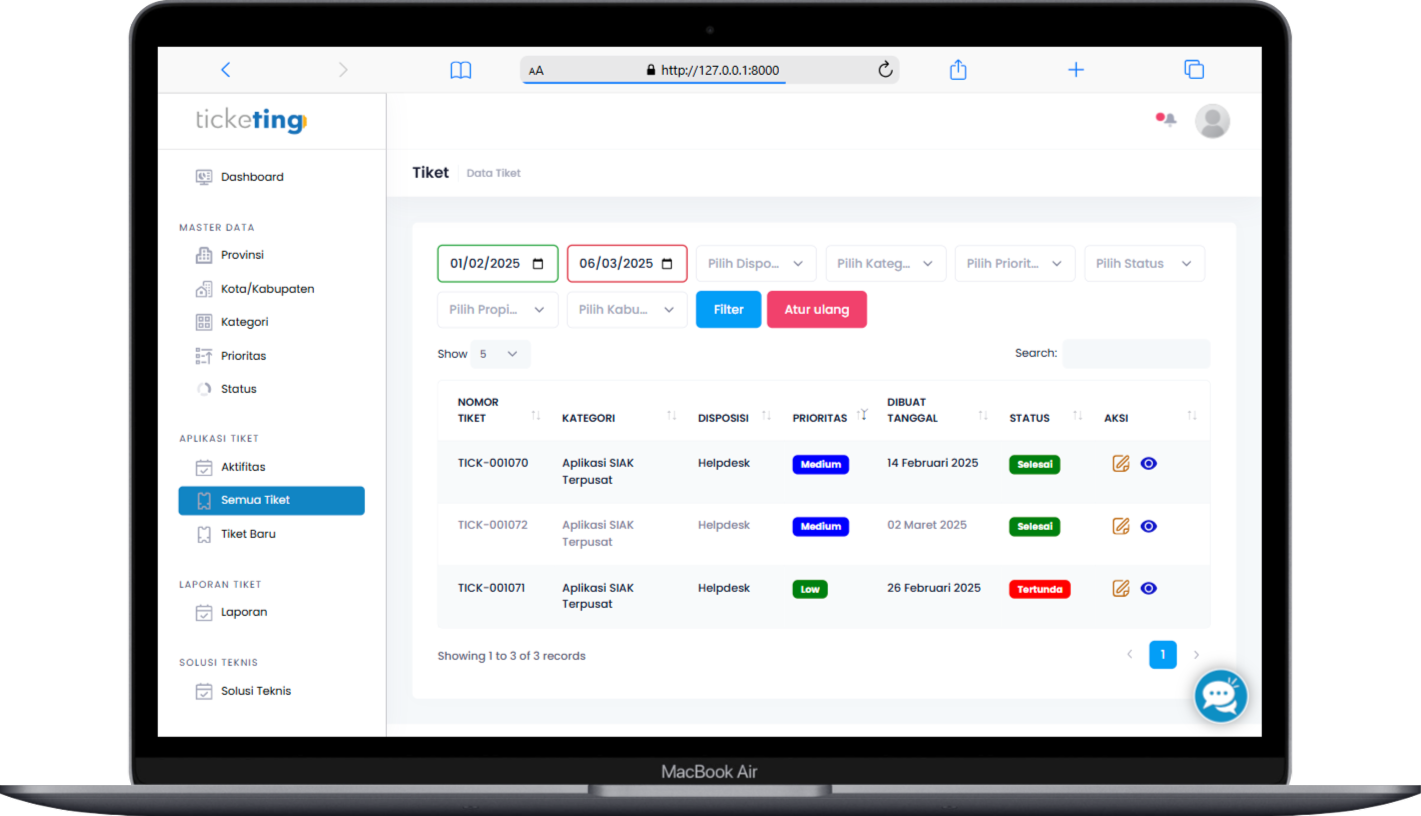 AA
http://127.0.0.1:8000
ticketing
Dashboard
MASTER DATA
Provinsi
Kota/Kabupaten
Kategori
Prioritas
Status
APLIKASI TIKET
Aktifitas
Semua Tiket
Tiket Baru
LAPORAN TIKET
Laporan
SOLUSI TEKNIS
Solusi Teknis
Tiket Data Tiket
01/02/2025 06/03/2025 Pilih Dispo... Pilih Kateg... Pilih Priorit... Pilih Status
Pilih Propi... Pilih Kabu... Filter Atur ulang
Show 5 Search:
NOMOR TIKET KATEGORI DISPOSISI PRIORITAS DIBUAT TANGGAL STATUS AKSI
TICK-001070 Aplikasi SIAK Terpusat Helpdesk Medium 14 Februari 2025 Selesai
TICK-001072 Aplikasi SIAK Terpusat Helpdesk Medium 02 Maret 2025 Selesai
TICK-001071 Aplikasi SIAK Terpusat Helpdesk Low 26 Februari 2025 Tertunda
Showing 1 to 3 of 3 records
1
MacBook Air